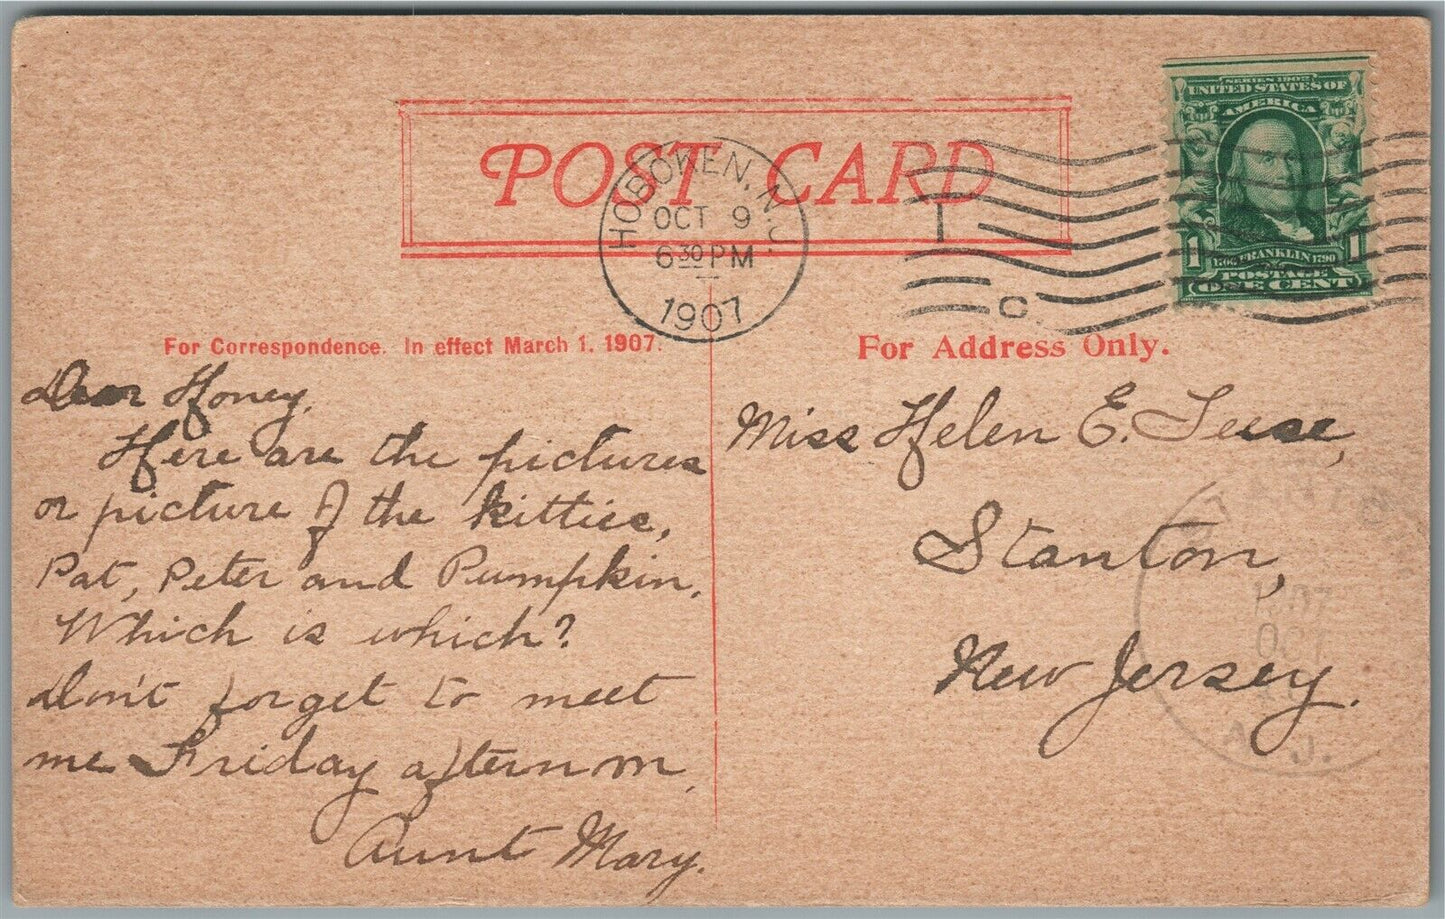 POST CARD
HOBOKEN, N.J.
OCT 9
6 30 PM
1907
C
SERIES 1902
UNITED STATES OF
AMERICA
1706 FRANKLIN 1790
POSTAGE
1 1
ONE CENT
For Correspondence. In effect March 1, 1907.
Dear Honey.
Here are the pictures
or picture of the kitties,
Pat, Peter and Pumpkin.
Which is which?
Don't forget to meet
me Friday afternoon.
Aunt Mary.
For Address Only.
Miss Helen E.
Stanton,
New Jersey.
OCT
N.J.